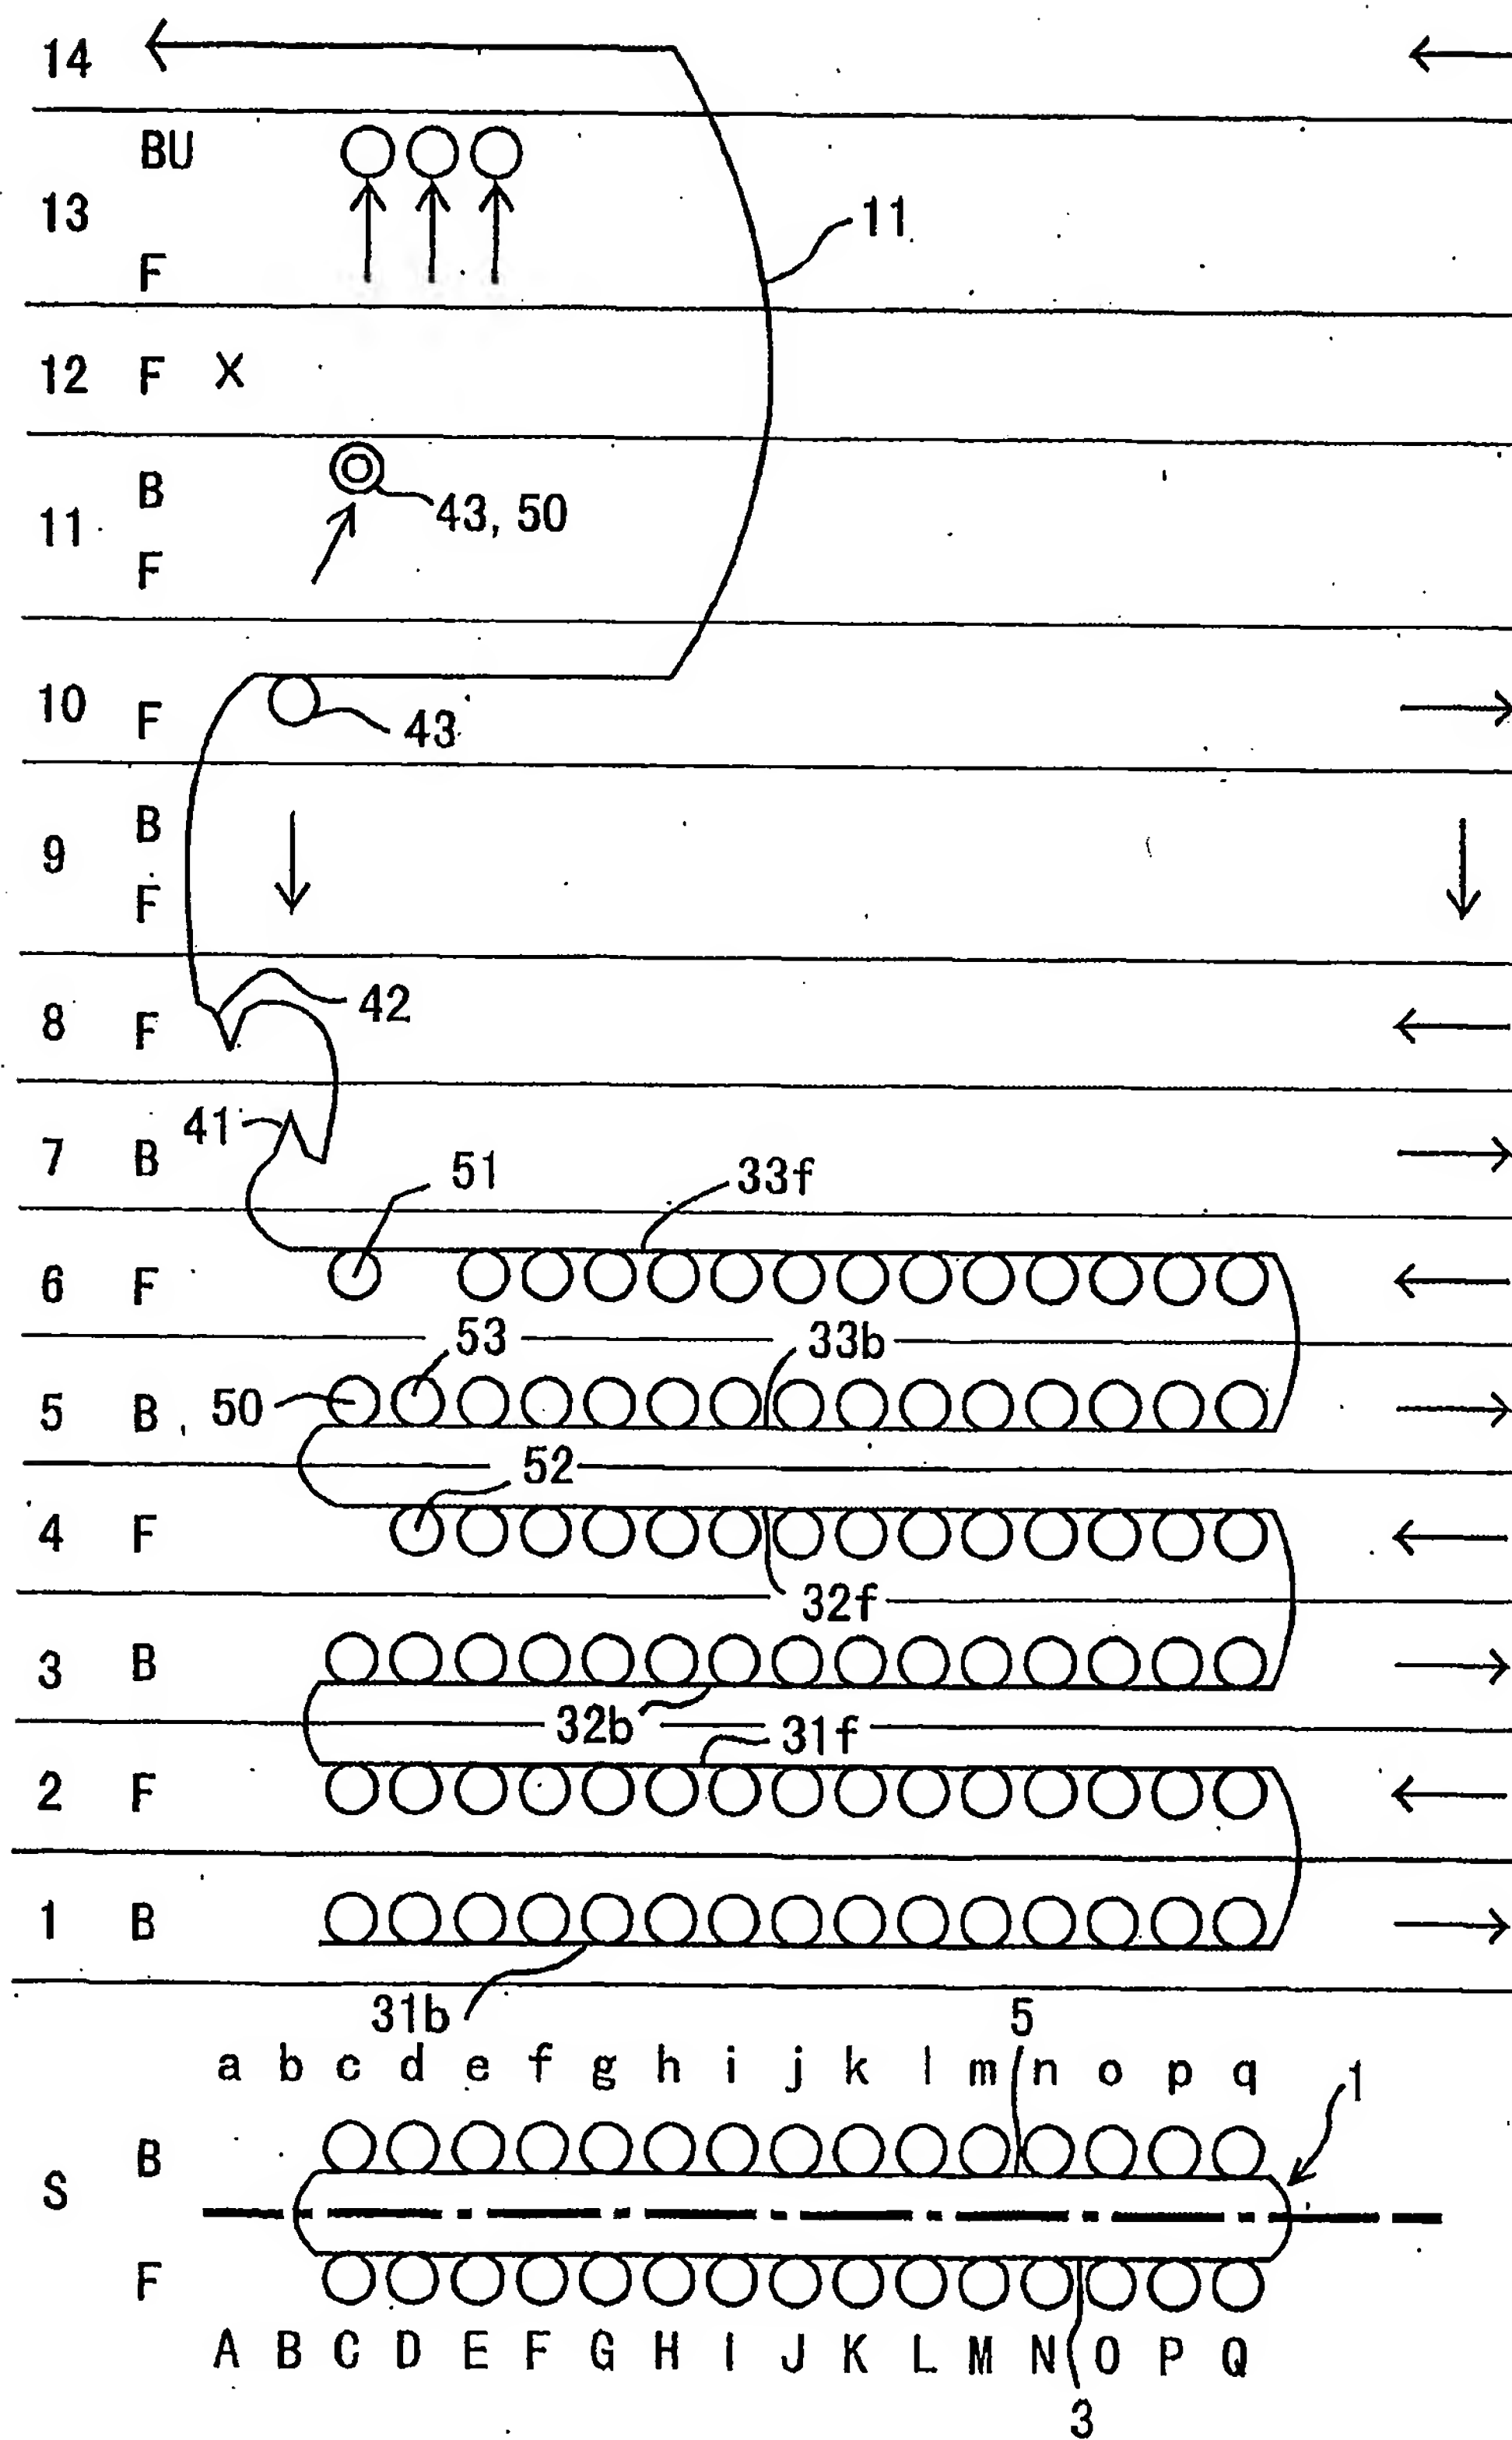 14
BU
13
11
F
12 F X
B
43, 50
11
F
10 F
43
B
9
F
42
8 F
41
7 B
51
33f
6 F
53
33b
5 B 50
52
4 F
32f
3 B
32b
31f
2 F
1 B
31b
5
a b c d e f g h i j k l m n o p q
1
B
S
F
A B C D E F G H I J K L M N O P Q
3